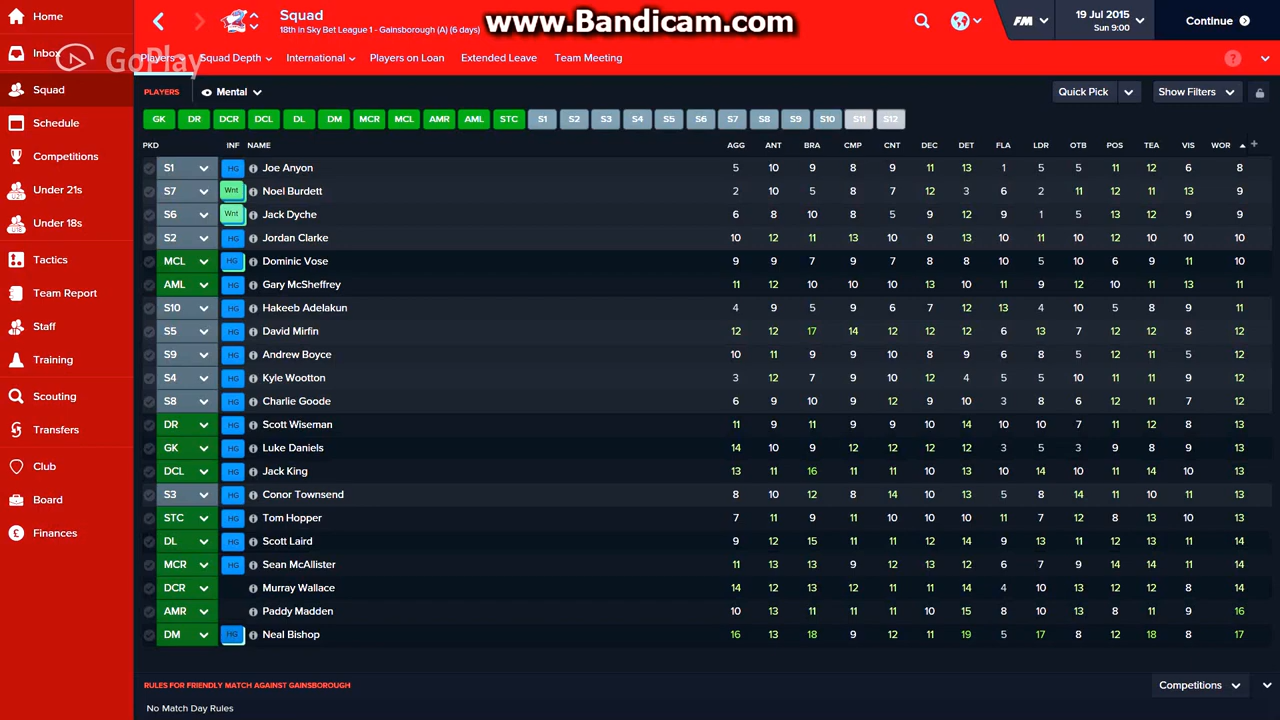 Home
Squad
www.Bandicam.com
18th in Sky Bet League 1 - Gainsborough (A) (6 days)
FM
19 Jul 2015
Sun 9:00
Continue
Inbox
GoPlay
Players
Squad Depth
International
Players on Loan
Extended Leave
Team Meeting
?
Squad
Schedule
Competitions
Under 21s
Under 18s
Tactics
Team Report
Staff
Training
Scouting
Transfers
Club
Board
Finances
PLAYERS
Mental
Quick Pick
Show Filters
GK DR DCR DCL DL DM MCR MCL AMR AML STC S1 S2 S3 S4 S5 S6 S7 S8 S9 S10 S11 S12
PKD INF NAME AGG ANT BRA CMP CNT DEC DET FLA LDR OTB POS TEA VIS WOR +
S1 HG Joe Anyon 5 10 9 8 9 11 13 1 5 5 11 12 6 8
S7 Wnt Noel Burdett 2 10 5 8 7 12 3 6 2 11 12 11 13 9
S6 Wnt Jack Dyche 6 8 10 8 5 9 12 9 1 5 13 12 9 9
S2 HG Jordan Clarke 10 12 11 13 10 9 13 10 11 10 12 10 10 10
MCL HG Dominic Vose 9 9 7 9 7 8 8 10 5 10 6 9 11 10
AML HG Gary McSheffrey 11 12 10 10 10 13 10 11 9 12 10 11 13 11
S10 HG Hakeeb Adelakun 4 9 5 9 6 7 12 13 4 10 5 8 9 11
S5 HG David Mirfin 12 12 17 14 12 12 12 6 13 7 12 12 8 12
S9 HG Andrew Boyce 10 11 9 9 10 8 9 6 8 5 12 11 5 12
S4 HG Kyle Wootton 3 12 7 9 10 12 4 5 5 10 11 11 9 12
S8 HG Charlie Goode 6 9 10 9 12 9 10 3 8 6 12 11 7 12
DR HG Scott Wiseman 11 9 11 9 9 10 14 10 10 7 11 12 8 13
GK HG Luke Daniels 14 10 9 12 12 12 12 3 5 3 9 8 9 13
DCL HG Jack King 13 11 16 11 11 10 13 10 14 10 11 14 10 13
S3 HG Conor Townsend 8 10 12 8 14 10 13 5 8 14 11 10 11 13
STC HG Tom Hopper 7 11 9 11 10 10 10 11 7 12 8 13 10 13
DL HG Scott Laird 9 12 15 11 11 12 14 9 13 11 12 13 11 14
MCR HG Sean McAllister 11 13 13 9 12 13 12 6 7 9 14 14 11 14
DCR Murray Wallace 14 12 13 12 11 11 14 4 10 13 12 12 8 14
AMR Paddy Madden 10 13 11 11 11 10 15 8 10 13 8 11 9 16
DM HG Neal Bishop 16 13 18 9 12 11 19 5 17 8 12 18 8 17
RULES FOR FRIENDLY MATCH AGAINST GAINSBOROUGH
Competitions
No Match Day Rules